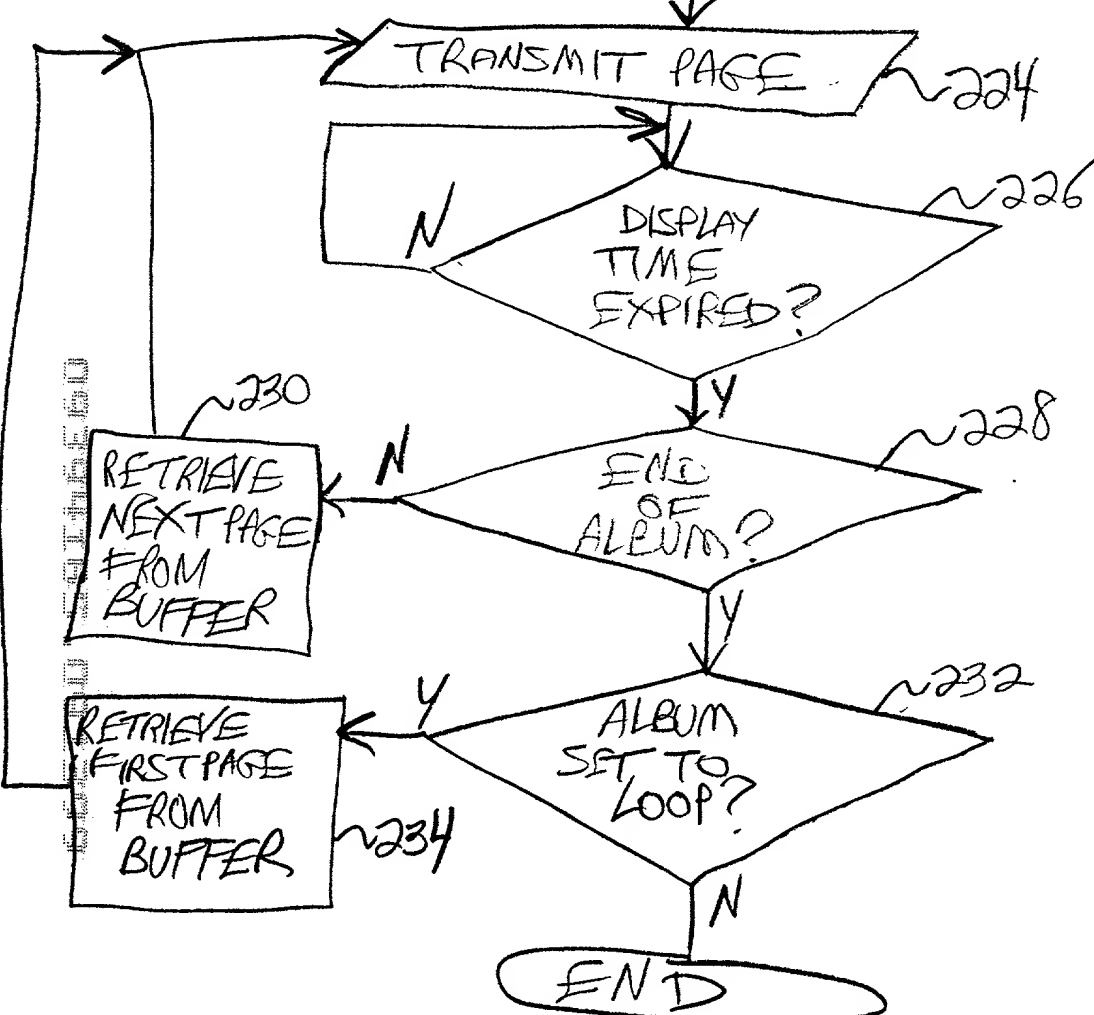 TRANSMIT PAGE
224
226
N
DISPLAY
TIME
EXPIRED?
Y
230
228
N
END
OF
ALBUM?
RETRIEVE
NEXT PAGE
FROM
BUFFER
Y
232
Y
ALBUM
SET TO
LOOP?
RETRIEVE
FIRST PAGE
FROM
BUFFER
234
N
END